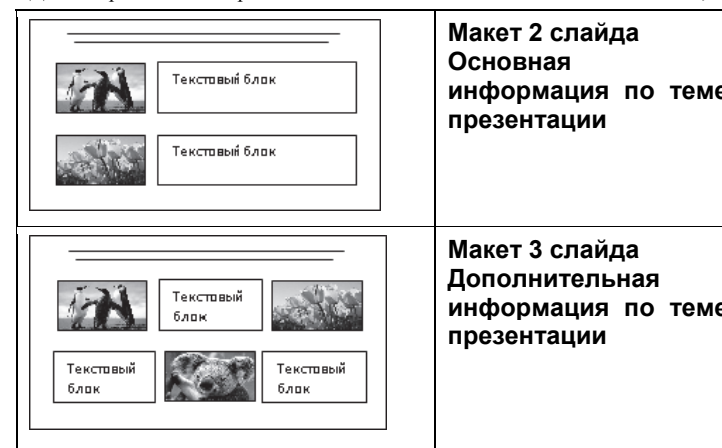 Текстовый блок
Текстовый блок
Макет 2 слайда
Основная
информация по теме
презентации
Текстовый
блок
Текстовый
блок
Текстовый
блок
Макет 3 слайда
Дополнительная
информация по теме
презентации